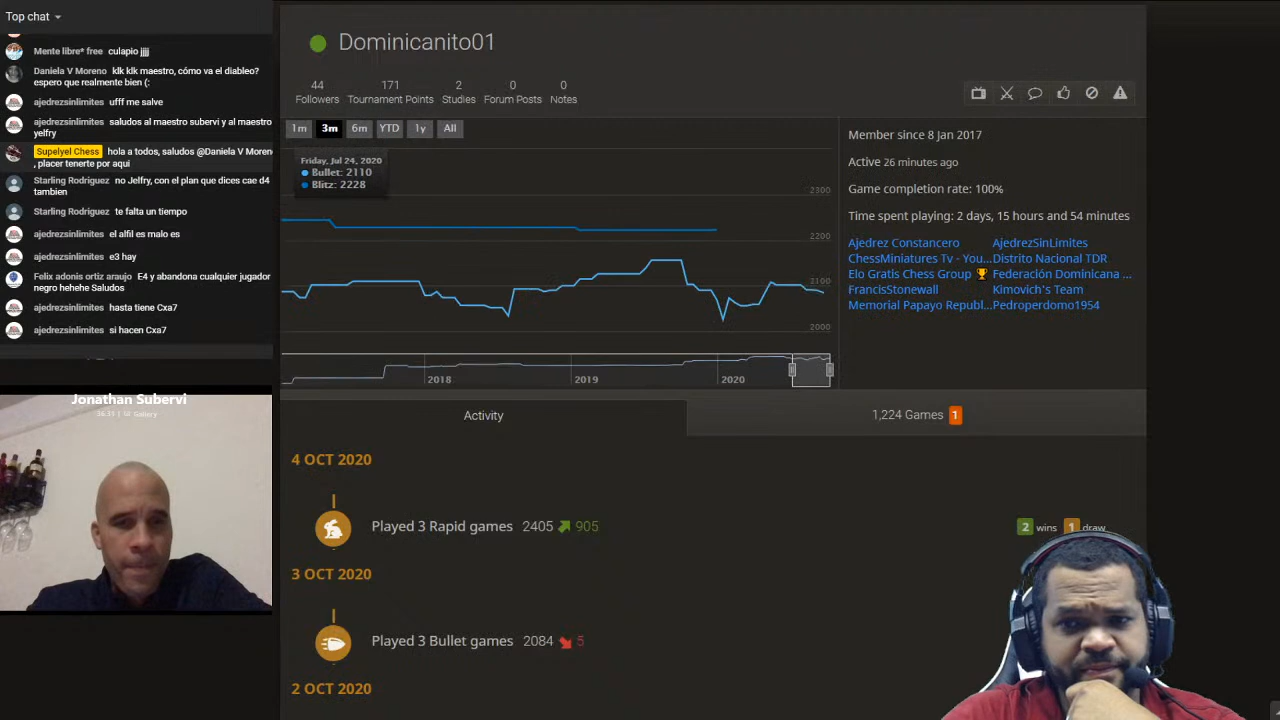 Top chat
Mente libre* free culapio jjjj
Daniela V Moreno klk klk maestro, cómo va el diableo?
espero que realmente bien (:
ajedrezsinlimites ufff me salve
ajedrezsinlimites saludos al maestro subervi y al maestro
yelfry
Supelyel Chess hola a todos, saludos @Daniela V Moreno
, placer tenerte por aqui
Starling Rodriguez no Jelfry, con el plan que dices cae d4
tambien
Starling Rodriguez te falta un tiempo
ajedrezsinlimites el alfil es malo es
ajedrezsinlimites e3 hay
Felix adonis ortiz araujo E4 y abandona cualquier jugador
negro hehehe Saludos
ajedrezsinlimites hasta tiene Cxa7
ajedrezsinlimites si hacen Cxa7
Jonathan Subervi
Dominicanito01
44 171 2 0 0
Followers Tournament Points Studies Forum Posts Notes
1m 3m 6m YTD 1y All
Friday, Jul 24, 2020
Bullet: 2110
Blitz: 2228
2300
2200
2100
2000
2018 2019 2020
Member since 8 Jan 2017
Active 26 minutes ago
Game completion rate: 100%
Time spent playing: 2 days, 15 hours and 54 minutes
Ajedrez Constancero AjedrezSinLimites
ChessMiniatures Tv - You... Distrito Nacional TDR
Elo Gratis Chess Group Federación Dominicana ...
FrancisStonewall Klmovich's Team
Memorial Papayo Republ... Pedroperdomo1954
Activity 1,224 Games 1
4 OCT 2020
Played 3 Rapid games 2405 905 2 wins 1 draw
3 OCT 2020
Played 3 Bullet games 2084 5
2 OCT 2020